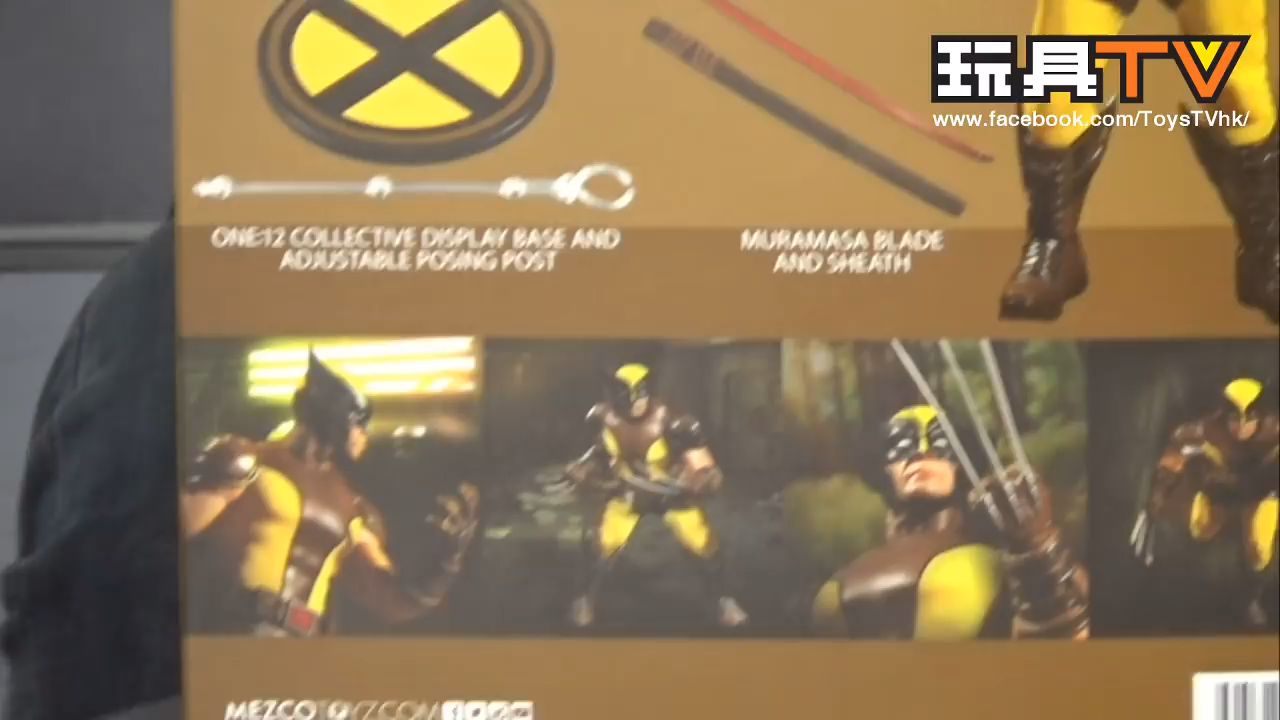 玩具TV
www.facebook.com/ToysTVhk/
ONE:12 COLLECTIVE DISPLAY BASE AND
ADJUSTABLE POSING POST
MURAMASA BLADE
AND SHEATH
MEZCOTOYZ.COM